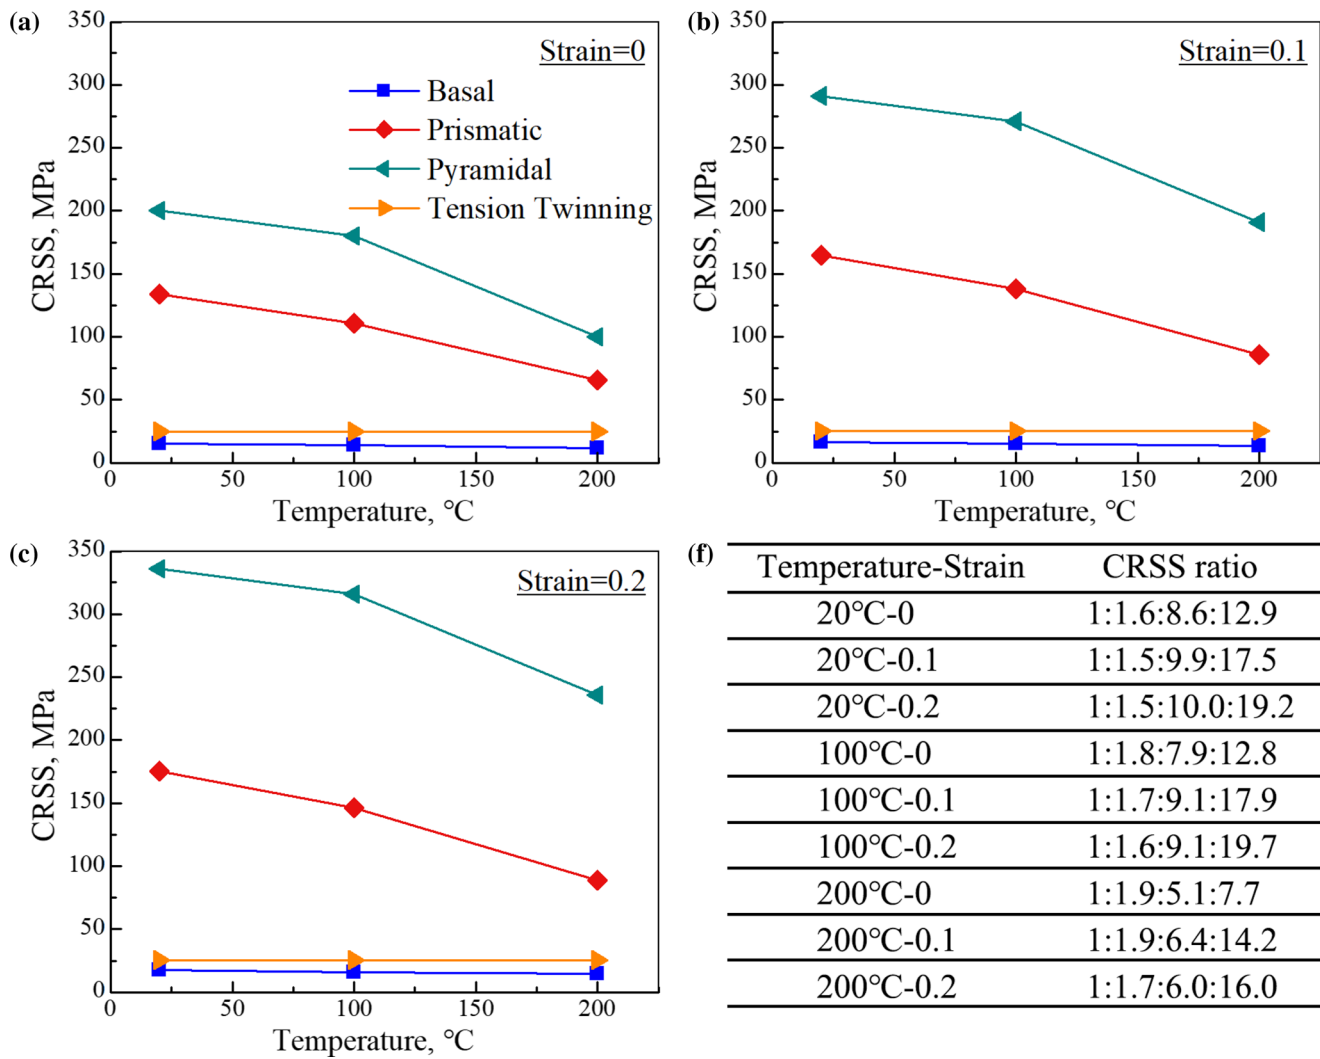 (a)
350
300
250
200
150
100
50
0
CRSS, MPa
Strain=0
Basal
Prismatic
Pyramidal
Tension Twinning
0 50 100 150 200
Temperature, ℃
(b)
350
300
250
200
150
100
50
0
CRSS, MPa
Strain=0.1
0 50 100 150 200
Temperature, ℃
(c)
350
300
250
200
150
100
50
0
CRSS, MPa
Strain=0.2
0 50 100 150 200
Temperature, ℃
(f)
Temperature-Strain CRSS ratio
20℃-0 1:1.6:8.6:12.9
20℃-0.1 1:1.5:9.9:17.5
20℃-0.2 1:1.5:10.0:19.2
100℃-0 1:1.8:7.9:12.8
100℃-0.1 1:1.7:9.1:17.9
100℃-0.2 1:1.6:9.1:19.7
200℃-0 1:1.9:5.1:7.7
200℃-0.1 1:1.9:6.4:14.2
200℃-0.2 1:1.7:6.0:16.0